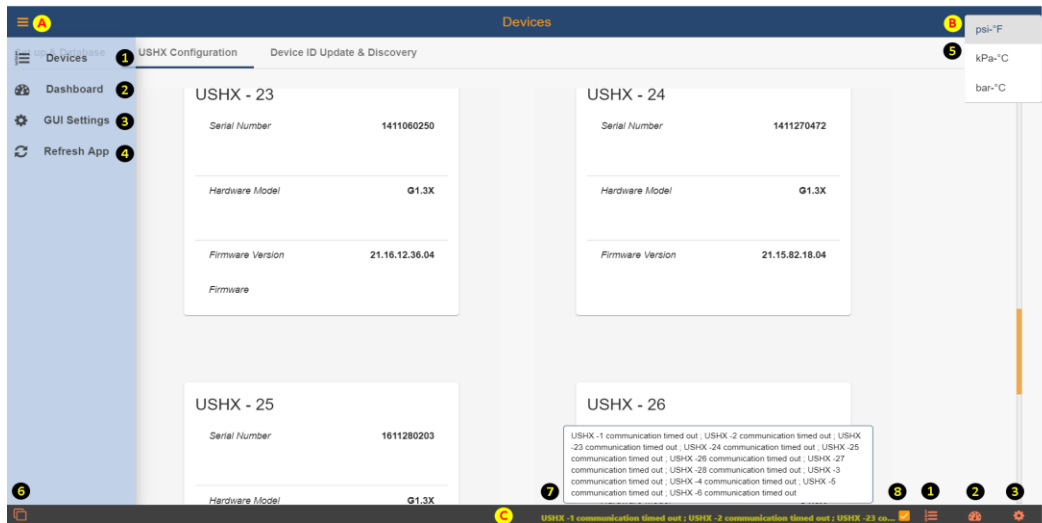 A
Devices
B
psi-°F
kPa-°C
bar-°C
5
Devices
1
Dashboard
2
GUI Settings
3
Refresh App
4
USHX Configuration
Device ID Update & Discovery
USHX - 23
Serial Number 1411060250
Hardware Model G1.3X
Firmware Version 21.16.12.36.04
Firmware
USHX - 24
Serial Number 1411270472
Hardware Model G1.3X
Firmware Version 21.15.82.18.04
USHX - 25
Serial Number 1611280203
Hardware Model G1.3X
USHX - 26
USHX -1 communication timed out ; USHX -2 communication timed out ; USHX
-23 communication timed out ; USHX -24 communication timed out ; USHX -25
communication timed out ; USHX -26 communication timed out ; USHX -27
communication timed out ; USHX -28 communication timed out ; USHX -3
communication timed out ; USHX -4 communication timed out ; USHX -5
communication timed out ; USHX -6 communication timed out
6
7
8
1
2
3
C
USHX -1 communication timed out ; USHX -2 communication timed out ; USHX -23 co...